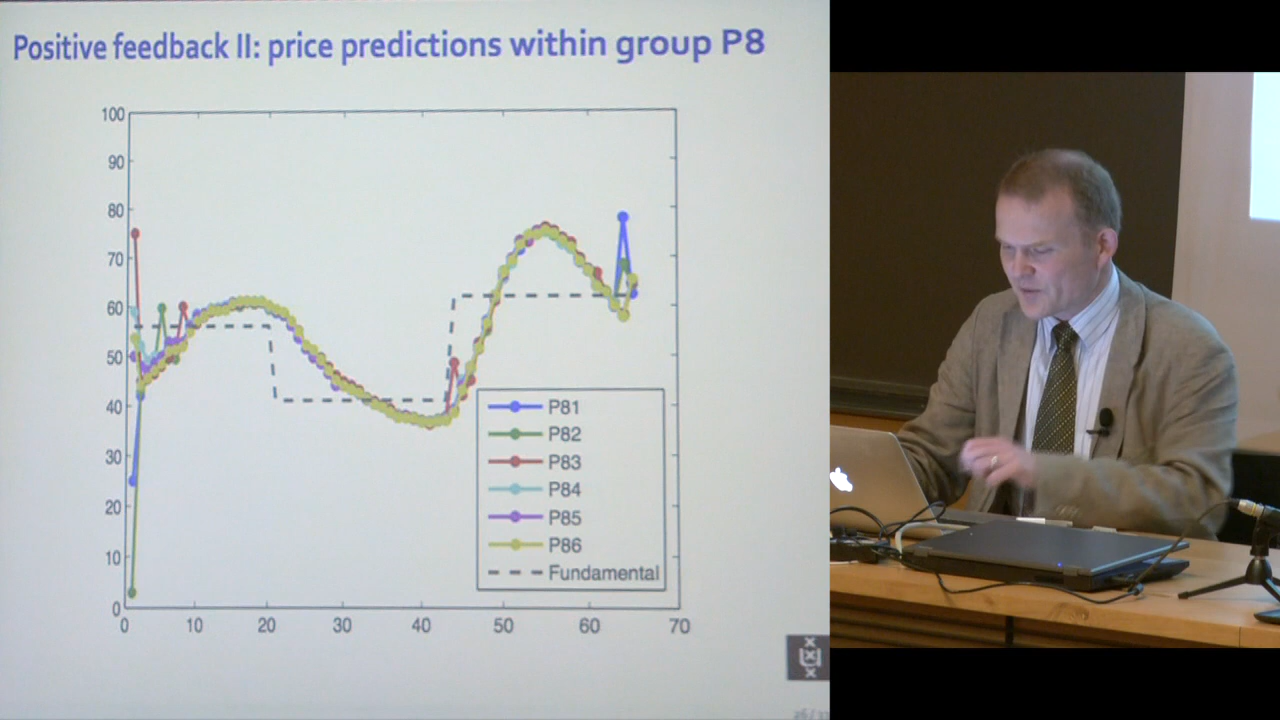 Positive feedback II: price predictions within group P8
100
90
80
70
60
50
40
30
20
10
0
0 10 20 30 40 50 60 70
P81
P82
P83
P84
P85
P86
Fundamental